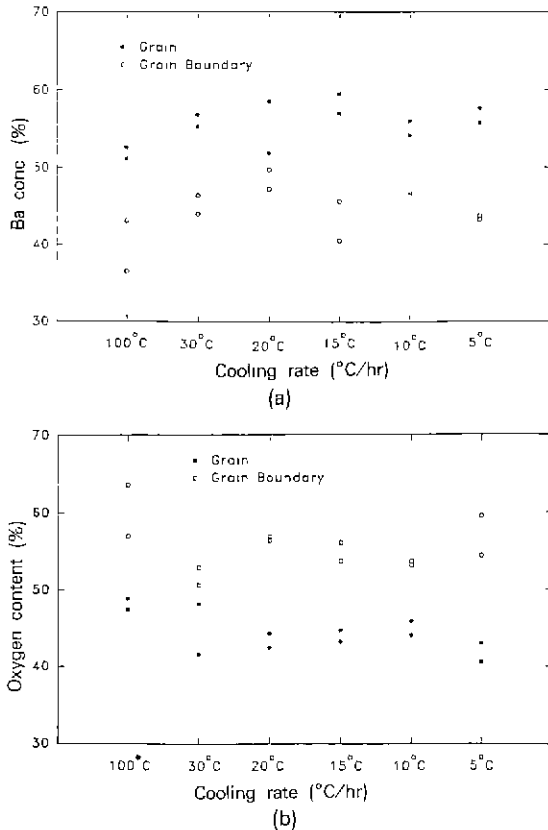 70
60
50
40
30
Ba conc (%)
Grain
Grain Boundary
100°C 30°C 20°C 15°C 10°C 5°C
Cooling rate (°C/hr)
(a)
70
60
50
40
30
Oxygen content (%)
Grain
Grain Boundary
100°C 30°C 20°C 15°C 10°C 5°C
Cooling rate (°C/hr)
(b)